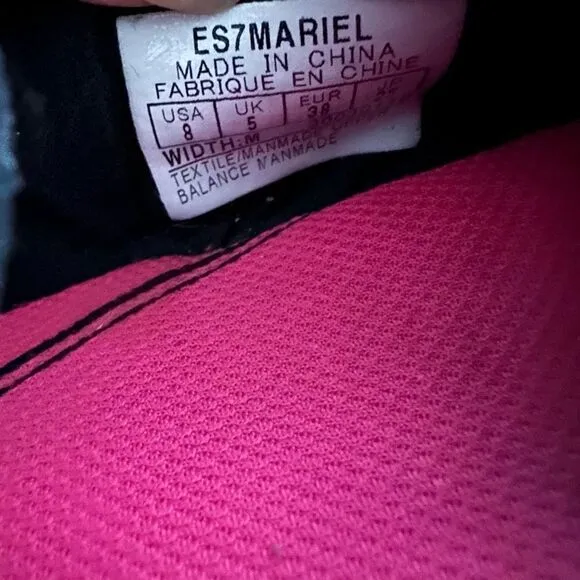 ES7MARIEL
MADE IN CHINA
FABRIQUE EN CHINE
USA UK EUR
8 5 38
WIDTH:M
TEXTILE/MANMADE
BALANCE MANMADE